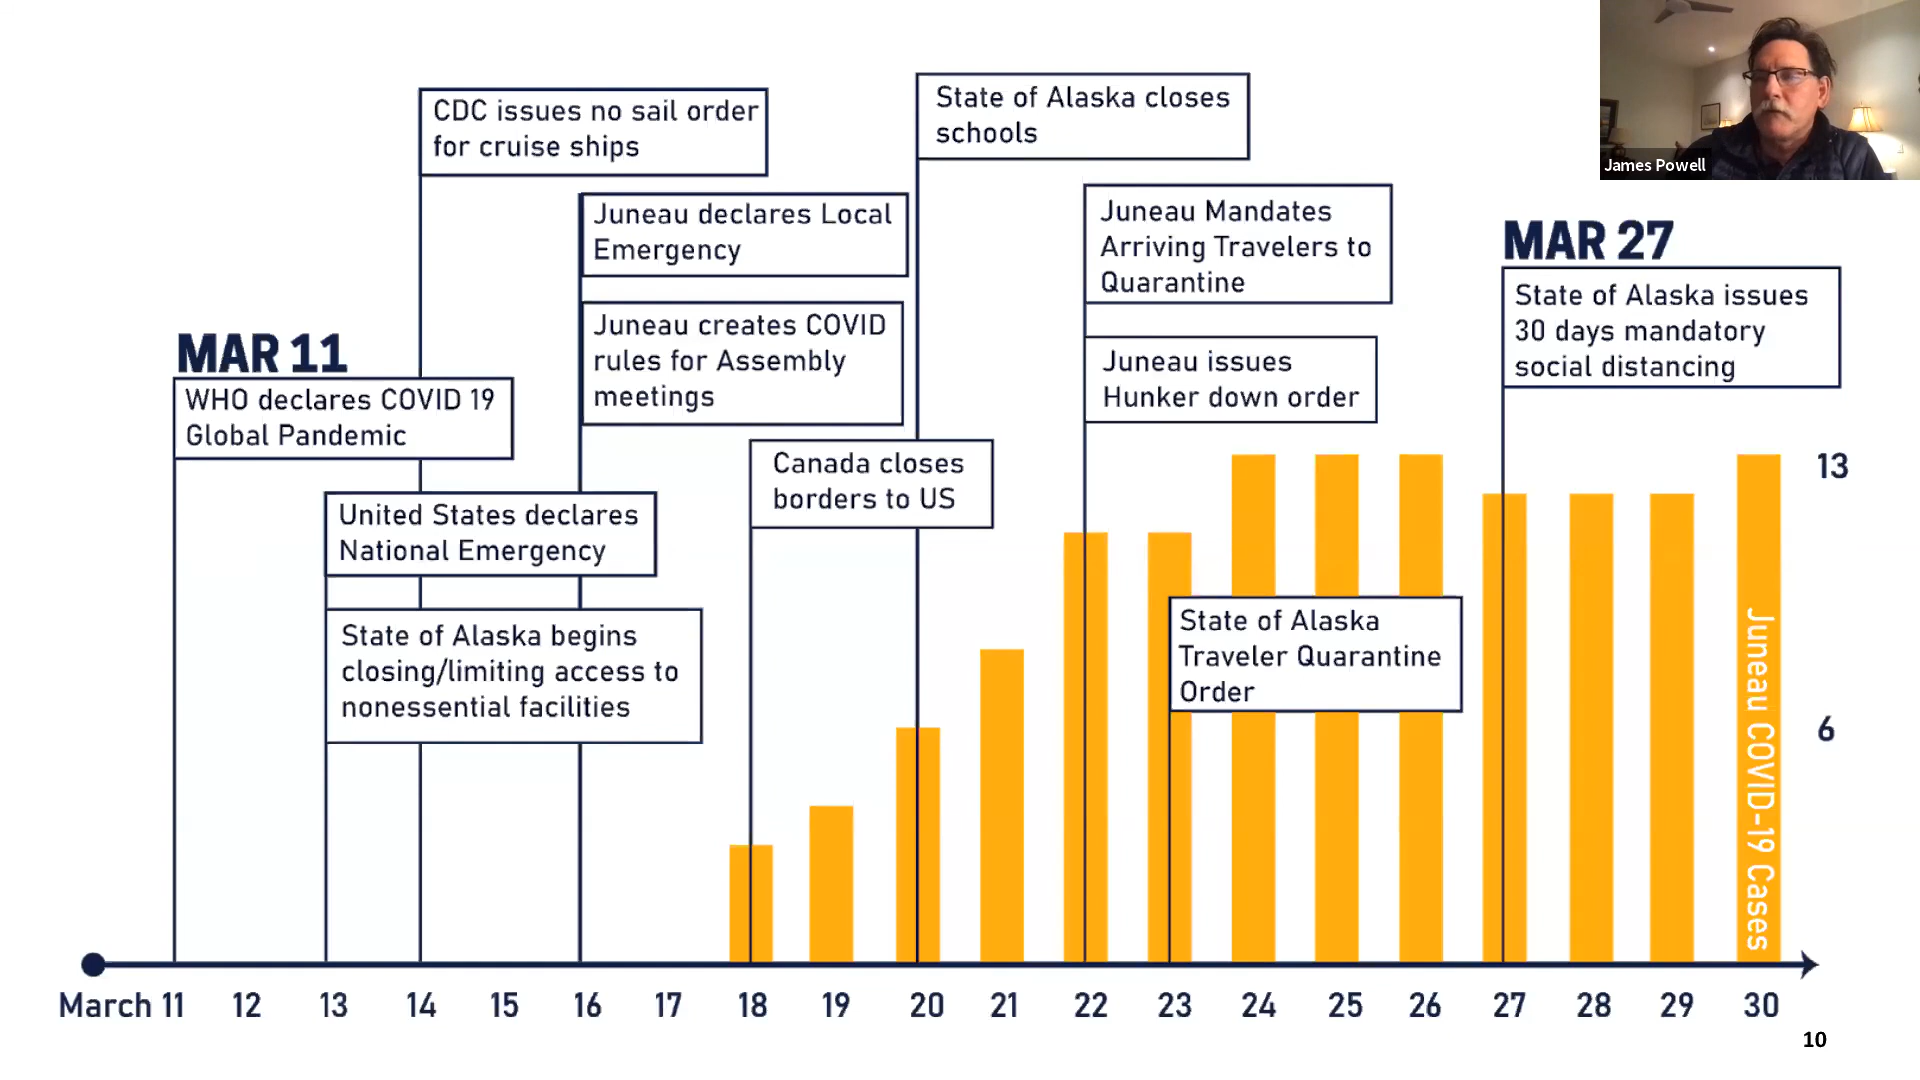 James Powell
CDC issues no sail order
for cruise ships
State of Alaska closes
schools
Juneau declares Local
Emergency
Juneau Mandates
Arriving Travelers to
Quarantine
MAR 27
State of Alaska issues
30 days mandatory
social distancing
Juneau creates COVID
rules for Assembly
meetings
MAR 11
WHO declares COVID 19
Global Pandemic
Juneau issues
Hunker down order
Canada closes
borders to US
13
United States declares
National Emergency
State of Alaska begins
closing/limiting access to
nonessential facilities
State of Alaska
Traveler Quarantine
Order
6
Juneau COVID-19 Cases
March 11 12 13 14 15 16 17 18 19 20 21 22 23 24 25 26 27 28 29 30
10